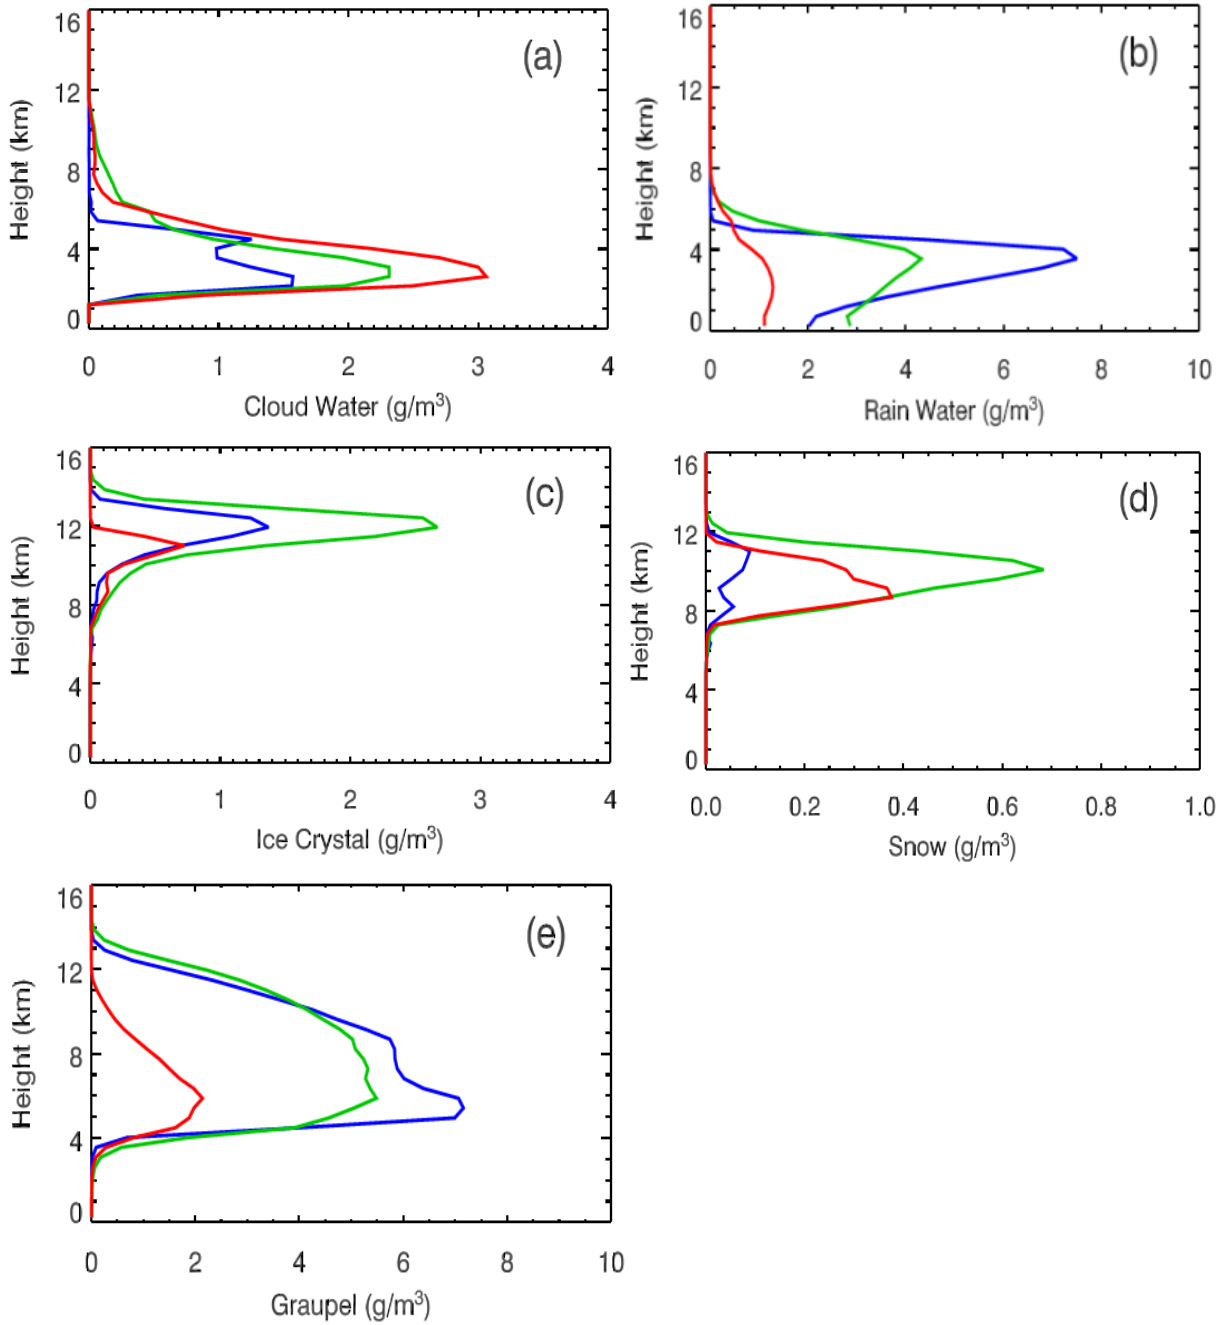 (a)
16
12
8
4
0
Height (km)
0 1 2 3 4
Cloud Water (g/m³)
(b)
16
12
8
4
0
Height (km)
0 2 4 6 8 10
Rain Water (g/m³)
(c)
16
12
8
4
0
Height (km)
0 1 2 3 4
Ice Crystal (g/m³)
(d)
16
12
8
4
0
Height (km)
0.0 0.2 0.4 0.6 0.8 1.0
Snow (g/m³)
(e)
16
12
8
4
0
Height (km)
0 2 4 6 8 10
Graupel (g/m³)